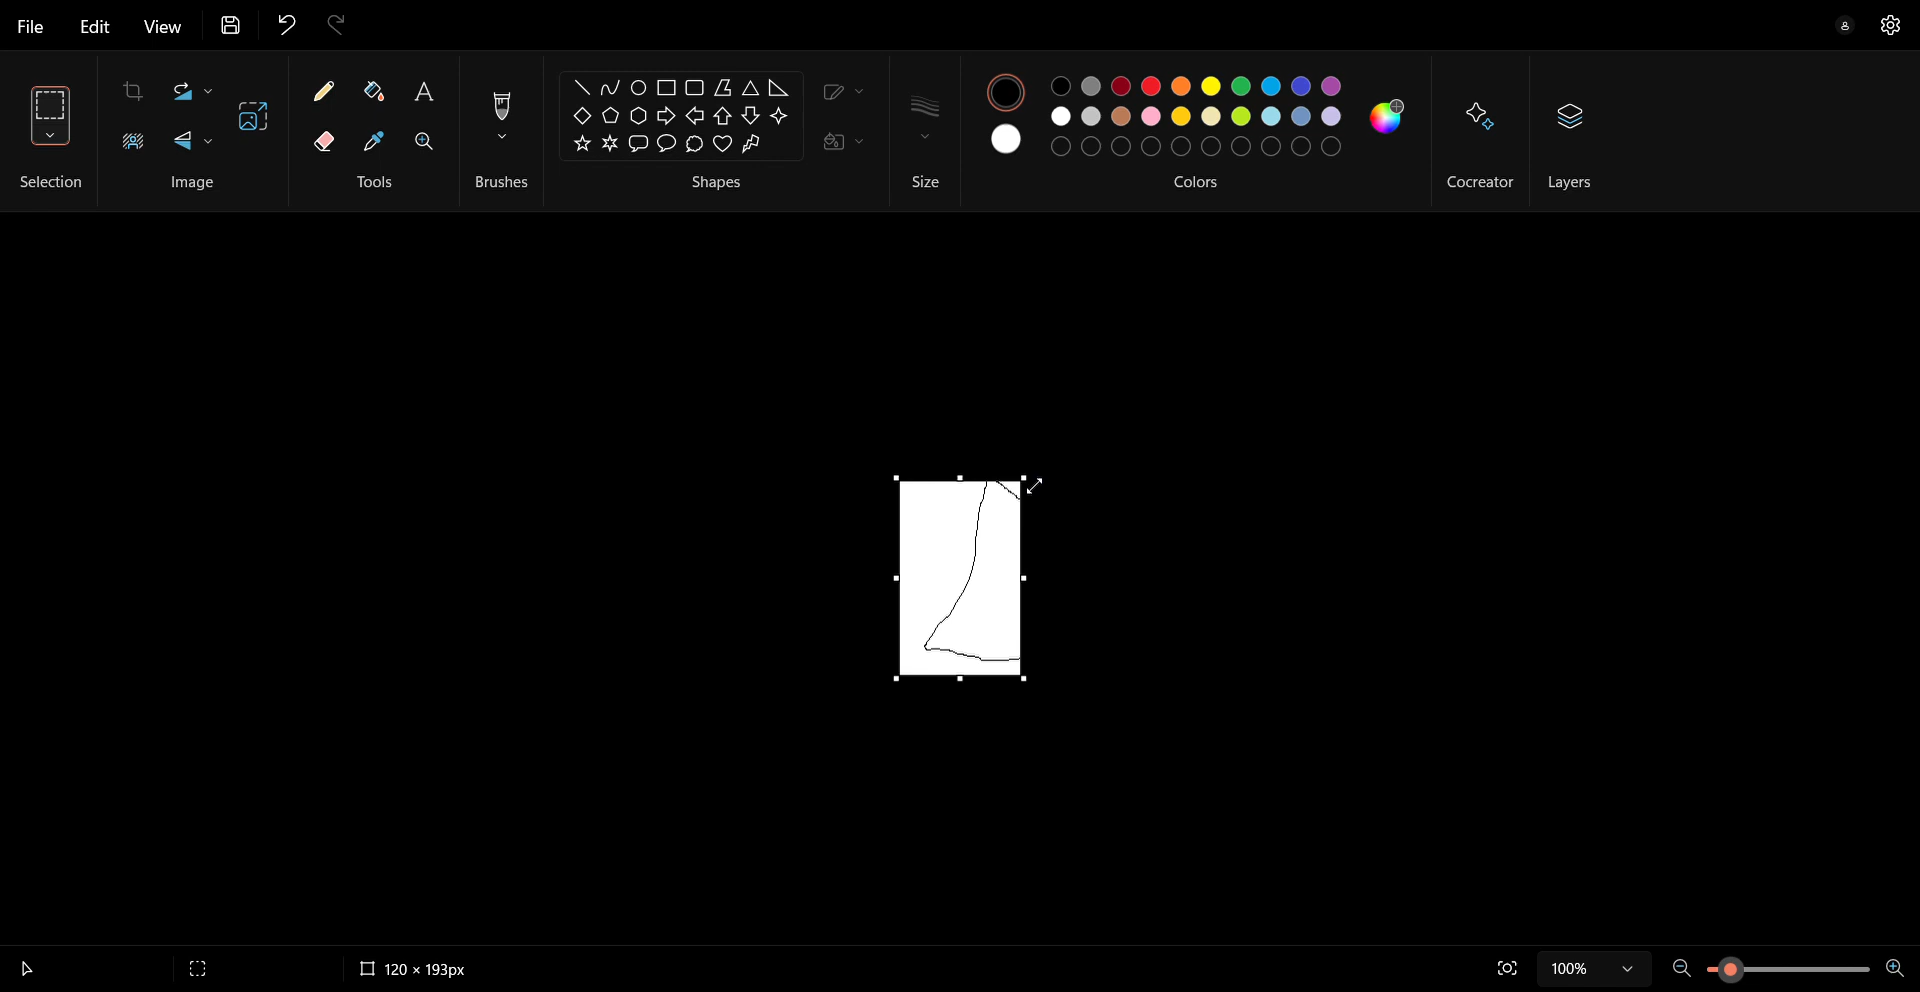 File Edit View
Selection Image Tools Brushes Shapes Size Colors Cocreator Layers
120 × 193px 100%